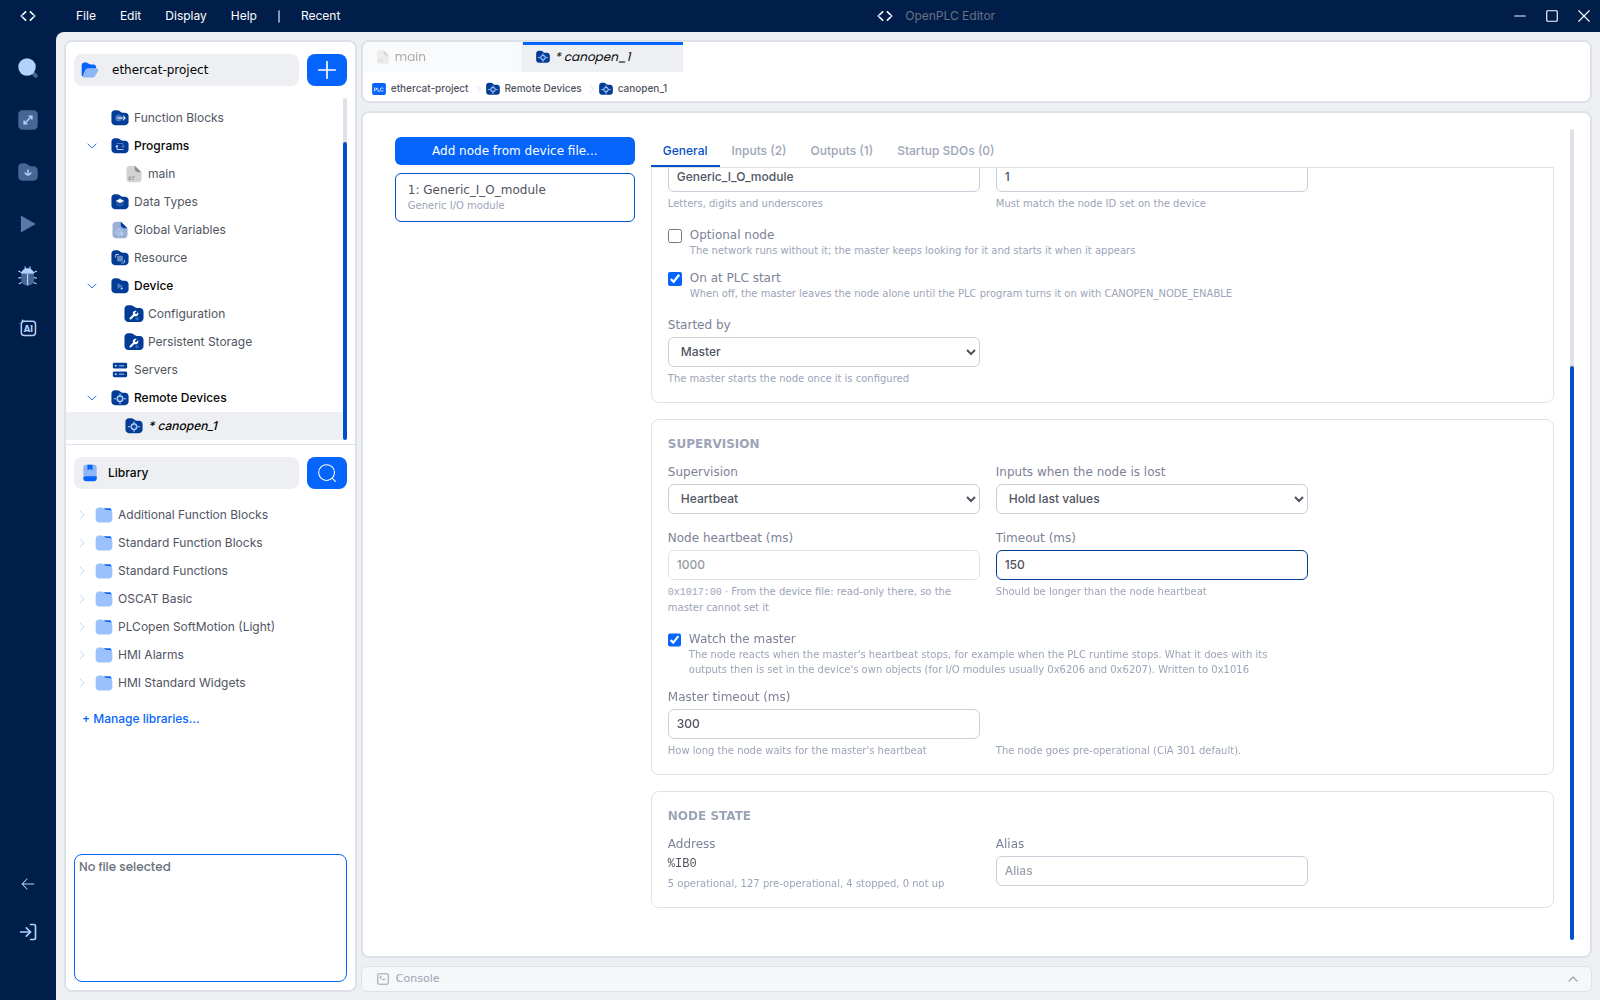 File Edit Display Help | Recent
OpenPLC Editor
ethercat-project
Function Blocks
Programs
main
Data Types
Global Variables
Resource
Device
Configuration
Persistent Storage
Servers
Remote Devices
* canopen_1
Library
Additional Function Blocks
Standard Function Blocks
Standard Functions
OSCAT Basic
PLCopen SoftMotion (Light)
HMI Alarms
HMI Standard Widgets
+ Manage libraries...
No file selected
main
* canopen_1
PLC ethercat-project Remote Devices canopen_1
Add node from device file...
1: Generic_I_O_module
Generic I/O module
General Inputs (2) Outputs (1) Startup SDOs (0)
Generic_I_O_module 1
Letters, digits and underscores Must match the node ID set on the device
Optional node
The network runs without it; the master keeps looking for it and starts it when it appears
On at PLC start
When off, the master leaves the node alone until the PLC program turns it on with CANOPEN_NODE_ENABLE
Started by
Master
The master starts the node once it is configured
SUPERVISION
Supervision Inputs when the node is lost
Heartbeat Hold last values
Node heartbeat (ms) Timeout (ms)
1000 150
0x1017:00 · From the device file: read-only there, so the Should be longer than the node heartbeat
master cannot set it
Watch the master
The node reacts when the master's heartbeat stops, for example when the PLC runtime stops. What it does with its
outputs then is set in the device's own objects (for I/O modules usually 0x6206 and 0x6207). Written to 0x1016
Master timeout (ms)
300
How long the node waits for the master's heartbeat The node goes pre-operational (CiA 301 default).
NODE STATE
Address Alias
%IB0 Alias
5 operational, 127 pre-operational, 4 stopped, 0 not up
Console
AI